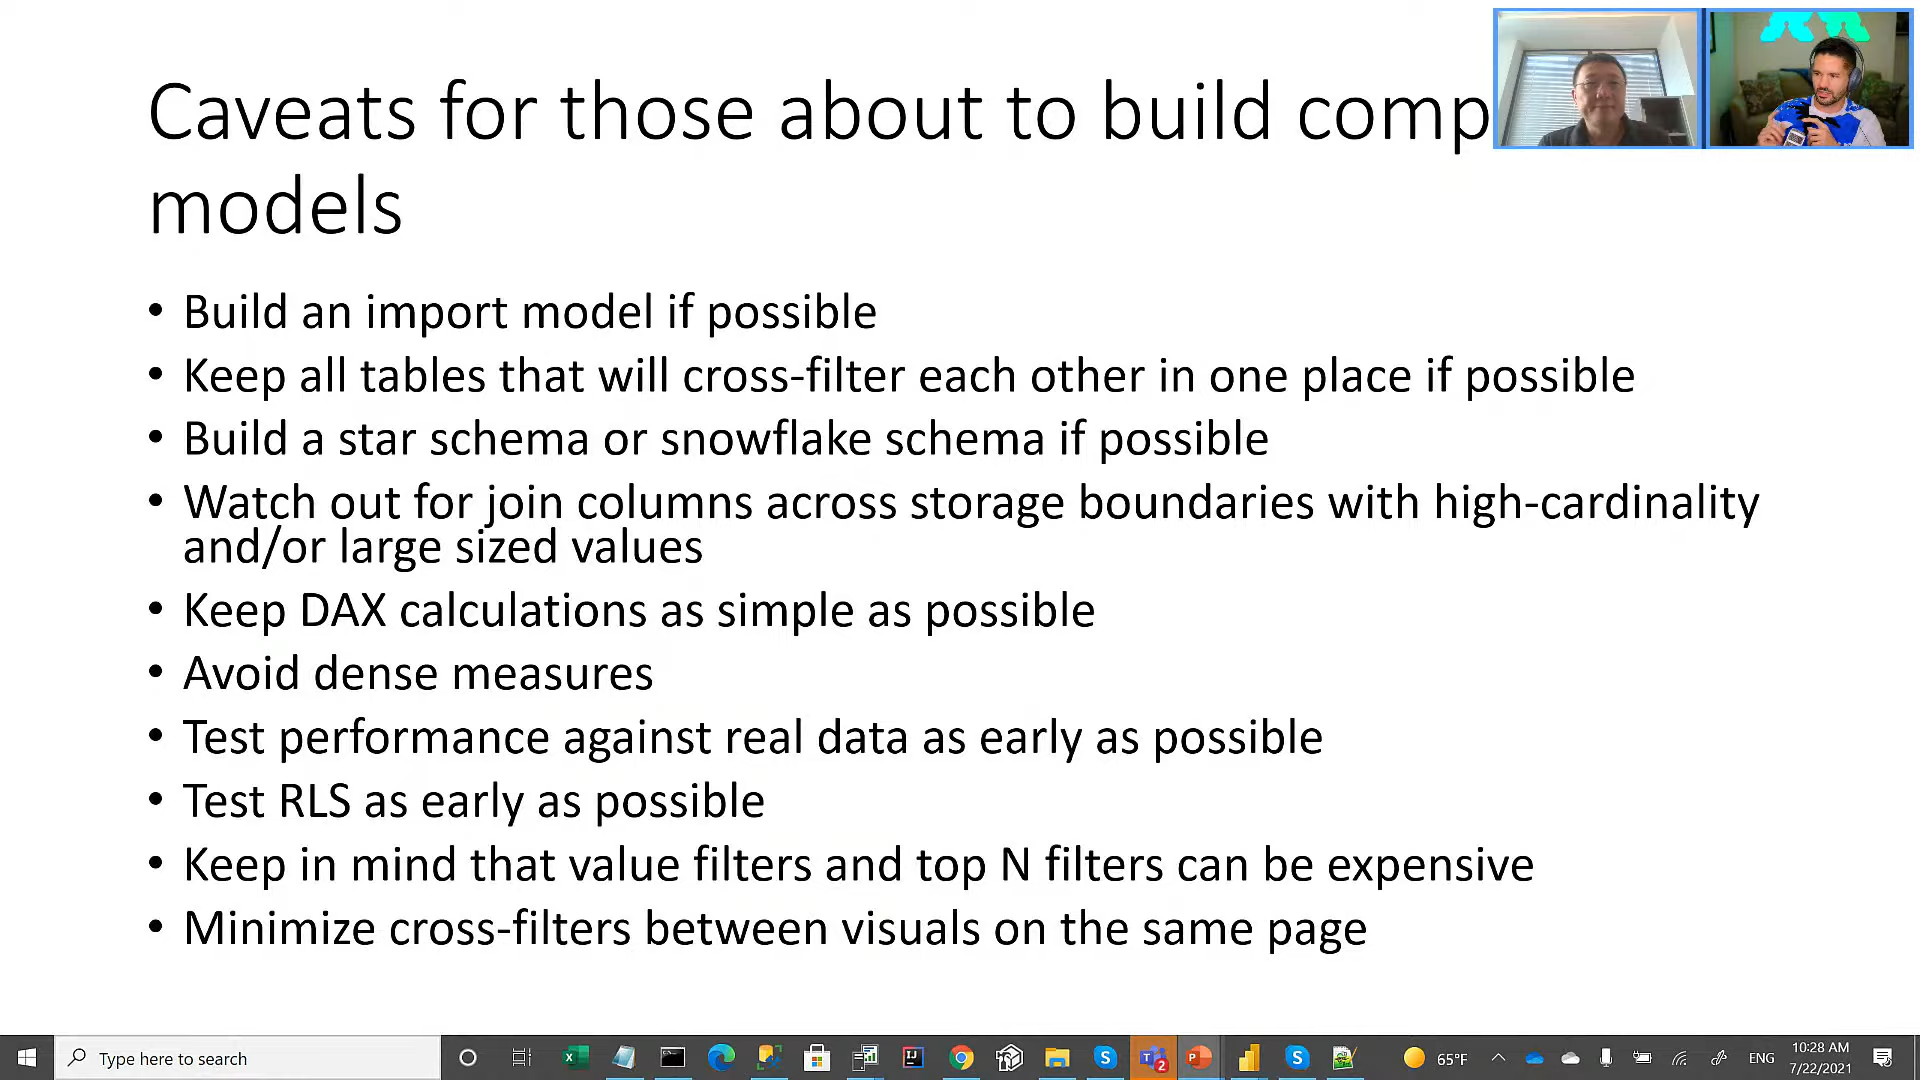 Caveats for those about to build comp
models
• Build an import model if possible
• Keep all tables that will cross-filter each other in one place if possible
• Build a star schema or snowflake schema if possible
• Watch out for join columns across storage boundaries with high-cardinality
and/or large sized values
• Keep DAX calculations as simple as possible
• Avoid dense measures
• Test performance against real data as early as possible
• Test RLS as early as possible
• Keep in mind that value filters and top N filters can be expensive
• Minimize cross-filters between visuals on the same page
Type here to search
65°F
ENG
10:28 AM
7/22/2021